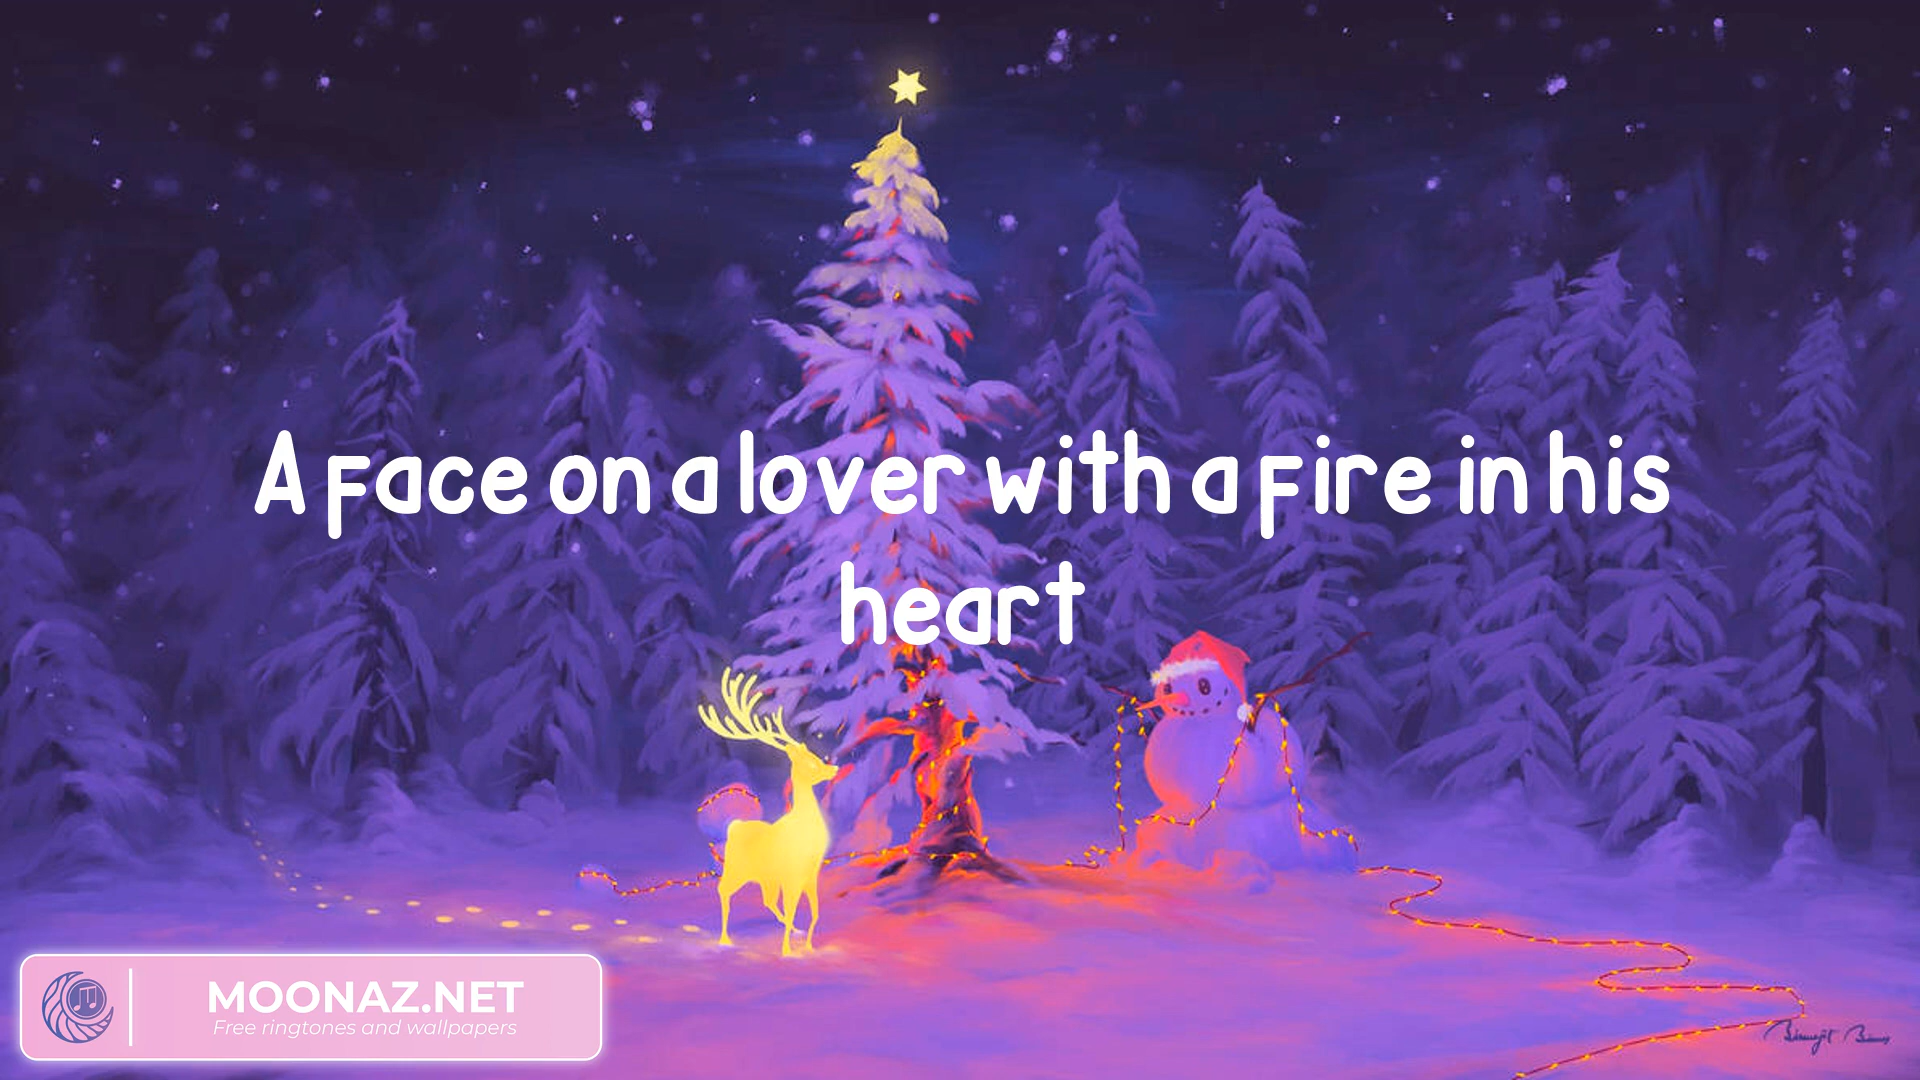 A face on a lover with a fire in his
heart
MOONAZ.NET
Free ringtones and wallpapers